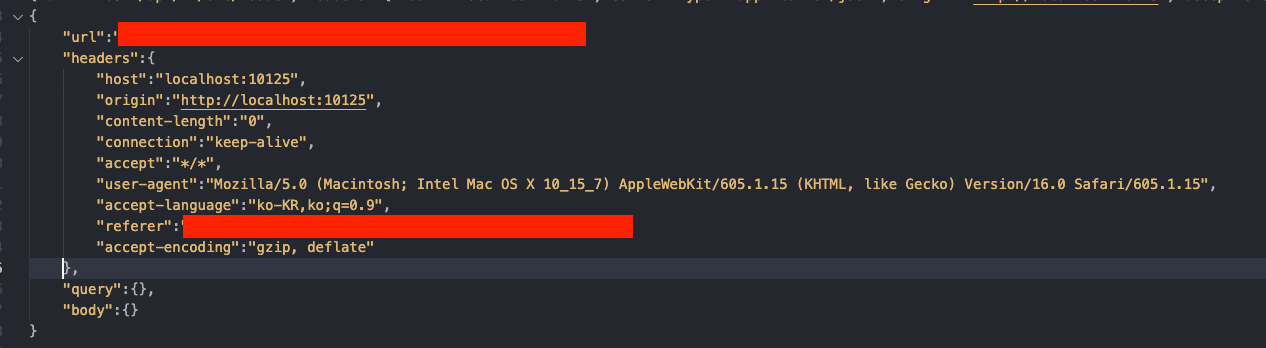 {
"url":"
"headers":{
"host":"localhost:10125",
"origin":"http://localhost:10125",
"content-length":"0",
"connection":"keep-alive",
"accept":"*/*",
"user-agent":"Mozilla/5.0 (Macintosh; Intel Mac OS X 10_15_7) AppleWebKit/605.1.15 (KHTML, like Gecko) Version/16.0 Safari/605.1.15",
"accept-language":"ko-KR,ko;q=0.9",
"referer":"
"accept-encoding":"gzip, deflate"
},
"query":{},
"body":{}
}